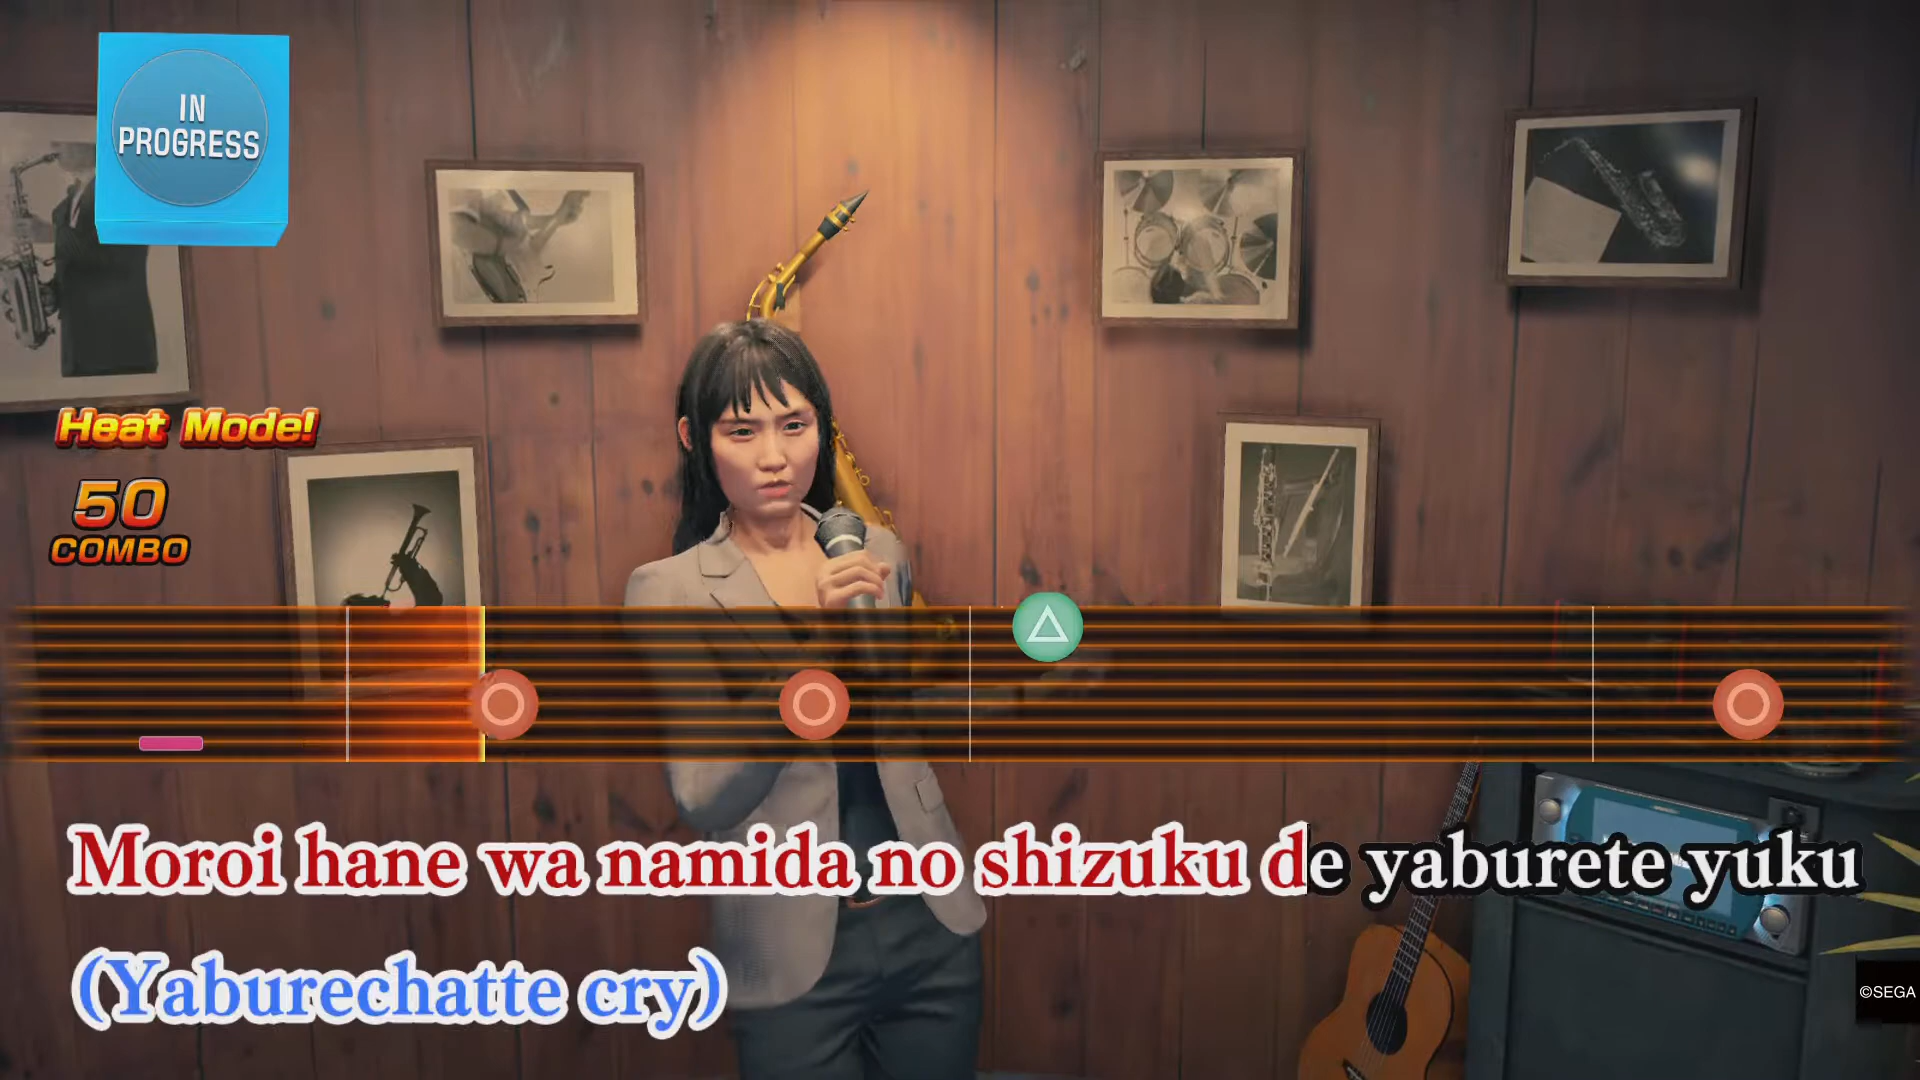 IN
PROGRESS
Heat Mode!
50
COMBO
Moroi hane wa namida no shizuku de yaburete yuku
(Yaburechatte cry)
©SEGA